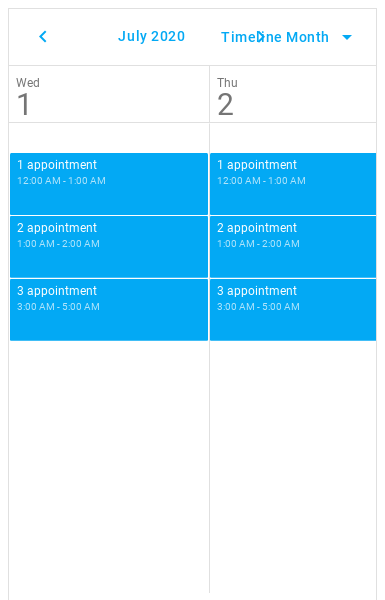 July 2020 Timeline Month
Wed Thu
1 2
1 appointment 1 appointment
12:00 AM - 1:00 AM 12:00 AM - 1:00 AM
2 appointment 2 appointment
1:00 AM - 2:00 AM 1:00 AM - 2:00 AM
3 appointment 3 appointment
3:00 AM - 5:00 AM 3:00 AM - 5:00 AM